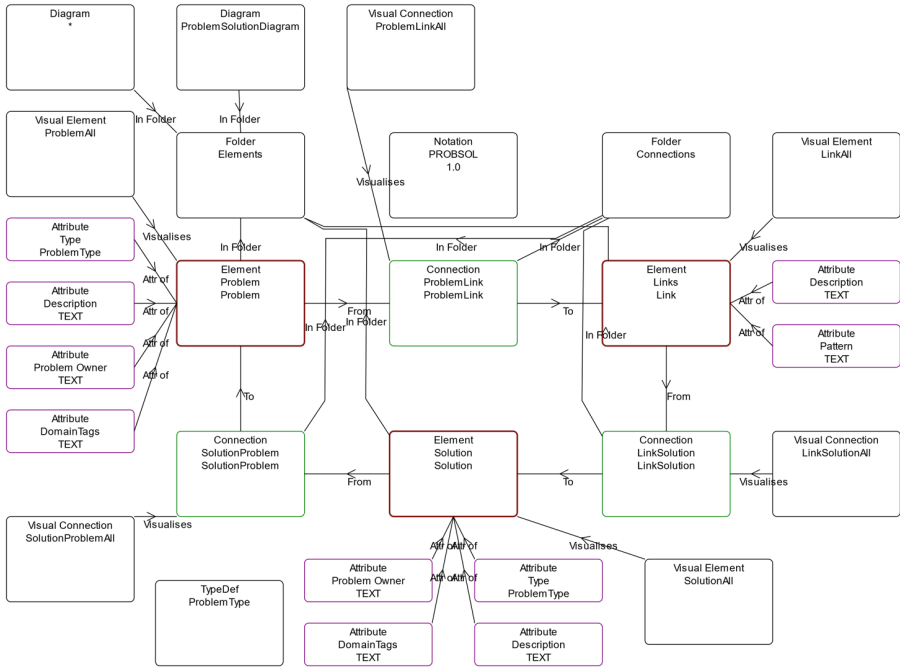 Diagram
*
Diagram
ProblemSolutionDiagram
Visual Connection
ProblemLinkAll
In Folder
In Folder
Visual Element
ProblemAll
Folder
Elements
Notation
PROBSOL
1.0
Folder
Connections
Visual Element
LinkAll
Visualises
Attribute
Type
ProblemType
Visualises
In Folder
In Folder
In Folder
Visualises
Element
Problem
Problem
Connection
ProblemLink
ProblemLink
Element
Links
Link
Attribute
Description
TEXT
Attr of
Attribute
Description
TEXT
Attr of
Attr of
From
To
In Folder
In Folder
In Folder
Attribute
Pattern
TEXT
Attr of
Attribute
Problem Owner
TEXT
Attr of
Attr of
To
From
Attribute
DomainTags
TEXT
Connection
SolutionProblem
SolutionProblem
Element
Solution
Solution
Connection
LinkSolution
LinkSolution
Visual Connection
LinkSolutionAll
From
To
Visualises
Visual Connection
SolutionProblemAll
Visualises
Attr of
Attr of
Visualises
Attribute
Problem Owner
TEXT
Attribute
Type
ProblemType
Visual Element
SolutionAll
Attr of
Attr of
TypeDef
ProblemType
Attribute
DomainTags
TEXT
Attribute
Description
TEXT